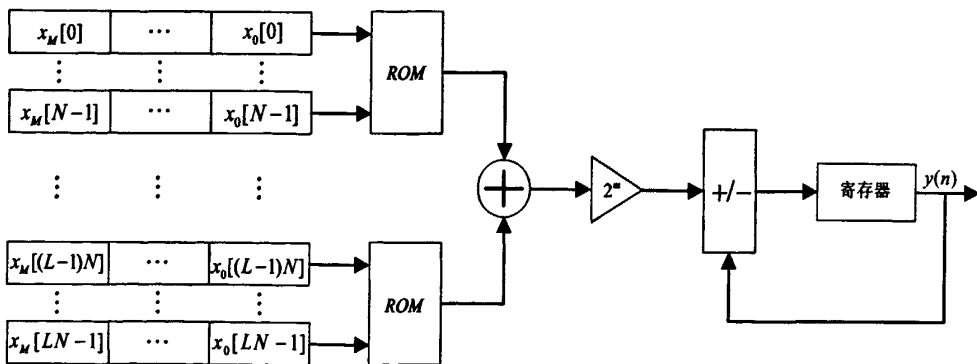 x_M[0] ⋯ x_0[0]
ROM
x_M[N-1] ⋯ x_0[N-1]
2^m
+/-
寄存器
y(n)
x_M[(L-1)N] ⋯ x_0[(L-1)N]
ROM
x_M[LN-1] ⋯ x_0[LN-1]